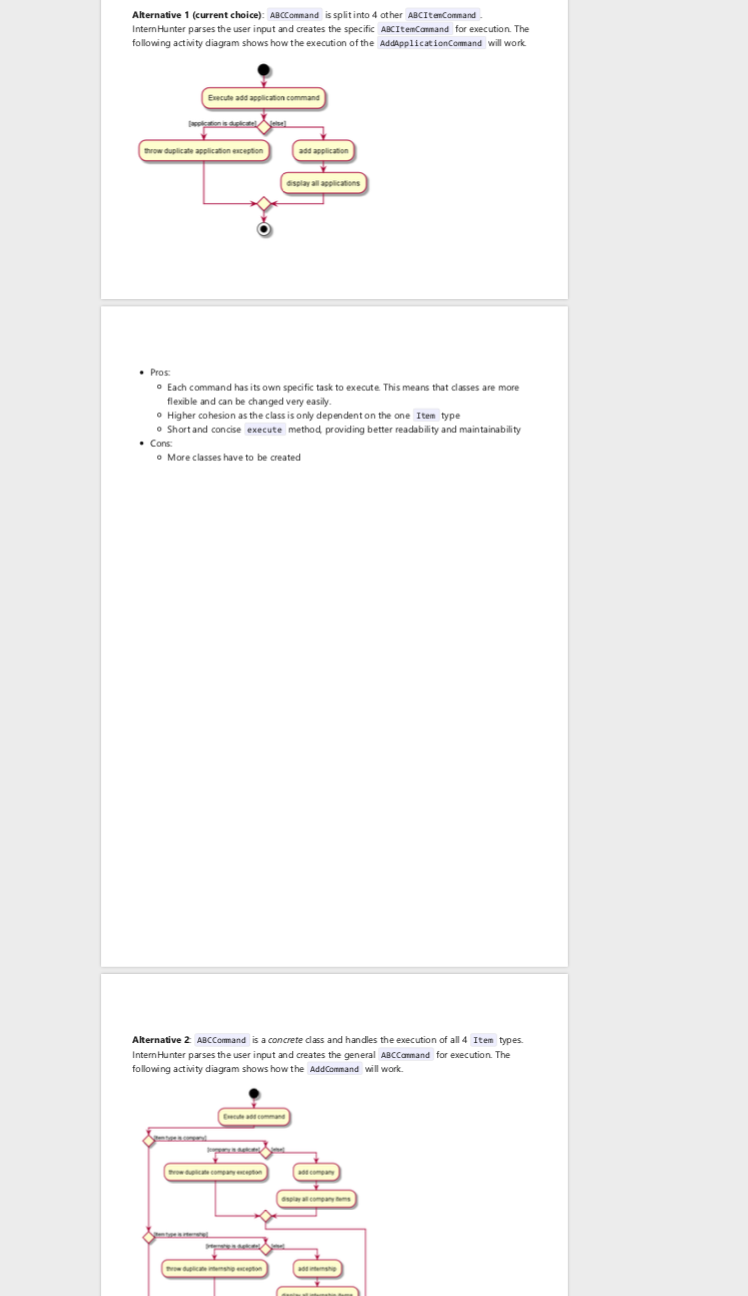 Alternative 1 (current choice): ABCCommand is split into 4 other ABCItemCommand.
InternHunter parses the user input and creates the specific ABCItemCommand for execution. The
following activity diagram shows how the execution of the AddApplicationCommand will work.
Execute add application command
[application is duplicate] [else]
throw duplicate application exception add application
display all applications
• Pros:
Each command has its own specific task to execute. This means that classes are more
flexible and can be changed very easily.
Higher cohesion as the class is only dependent on the one Item type
Short and concise execute method, providing better readability and maintainability
• Cons:
More classes have to be created
Alternative 2: ABCCommand is a concrete class and handles the execution of all 4 Item types.
InternHunter parses the user input and creates the general ABCCommand for execution. The
following activity diagram shows how the AddCommand will work.
Execute add command
[item type is company]
[company is duplicate] [else]
throw duplicate company exception add company
display all company items
[item type is internship]
[internship is duplicate] [else]
throw duplicate internship exception add internship
display all internship items